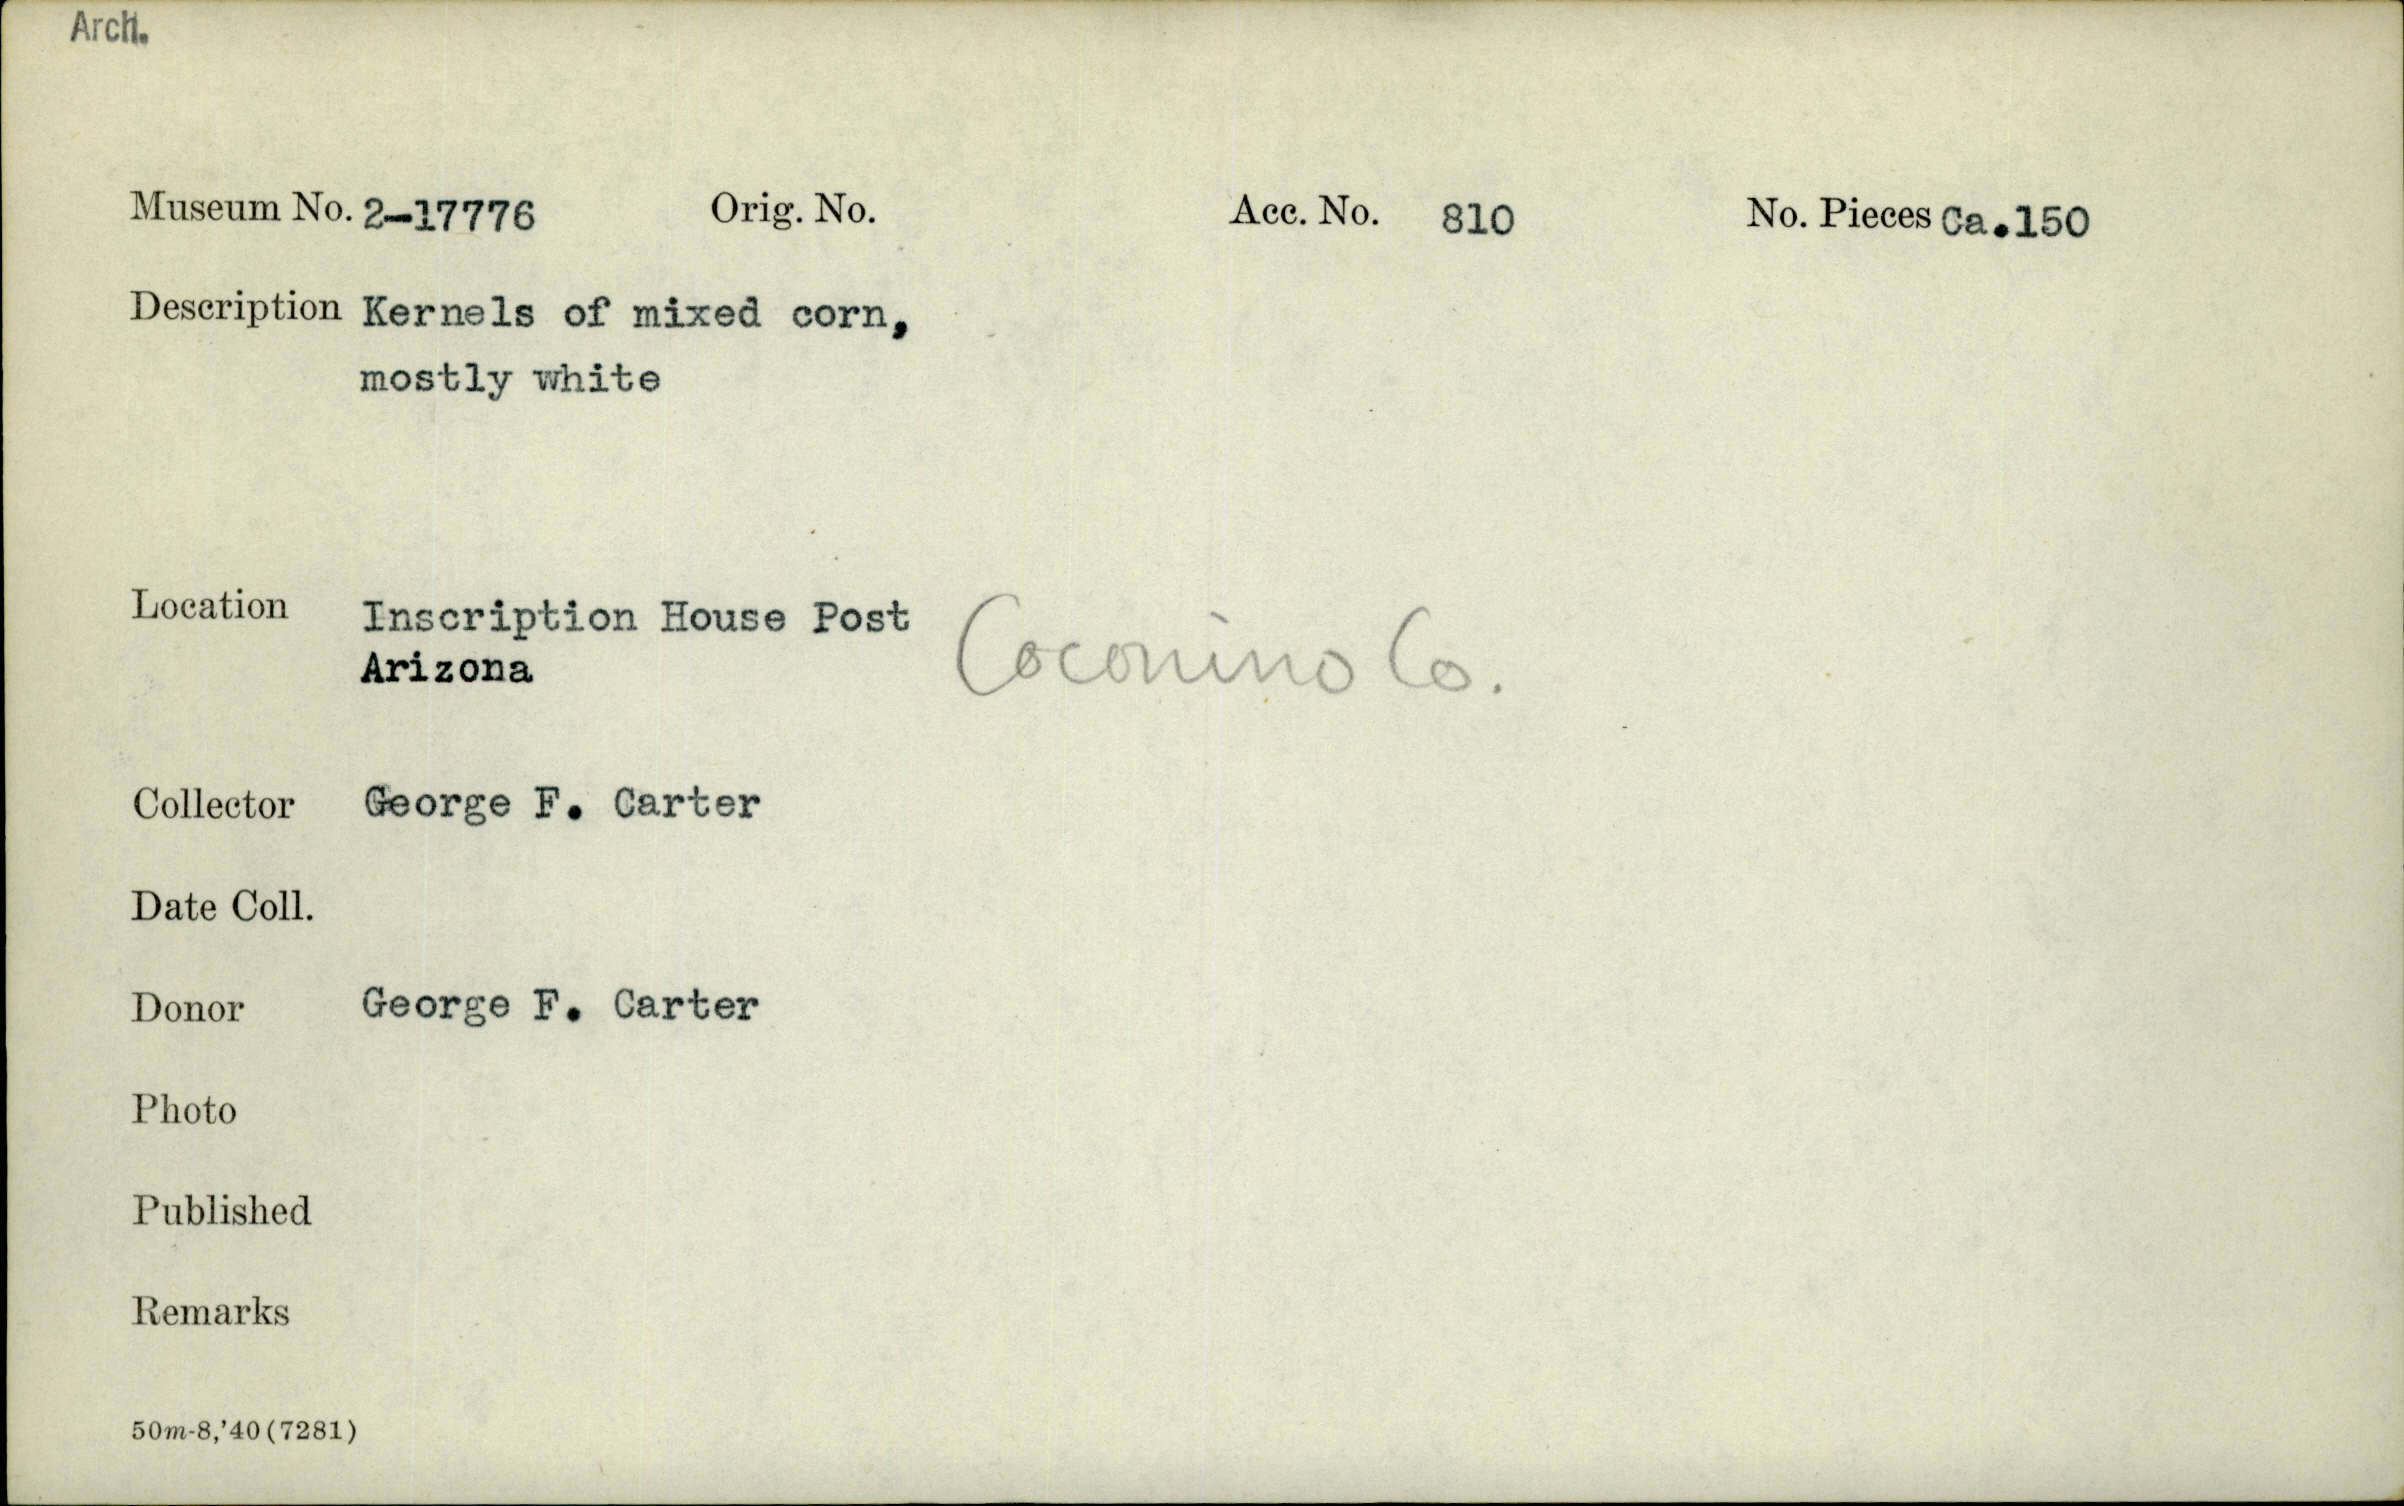 Arch.
Museum No. 2-17776 Orig. No. Acc. No. 810 No. Pieces Ca.150
Description Kernels of mixed corn,
mostly white
Location Inscription House Post
Arizona Coconino Co.
Collector George F. Carter
Date Coll.
Donor George F. Carter
Photo
Published
Remarks
50m-8,'40(7281)